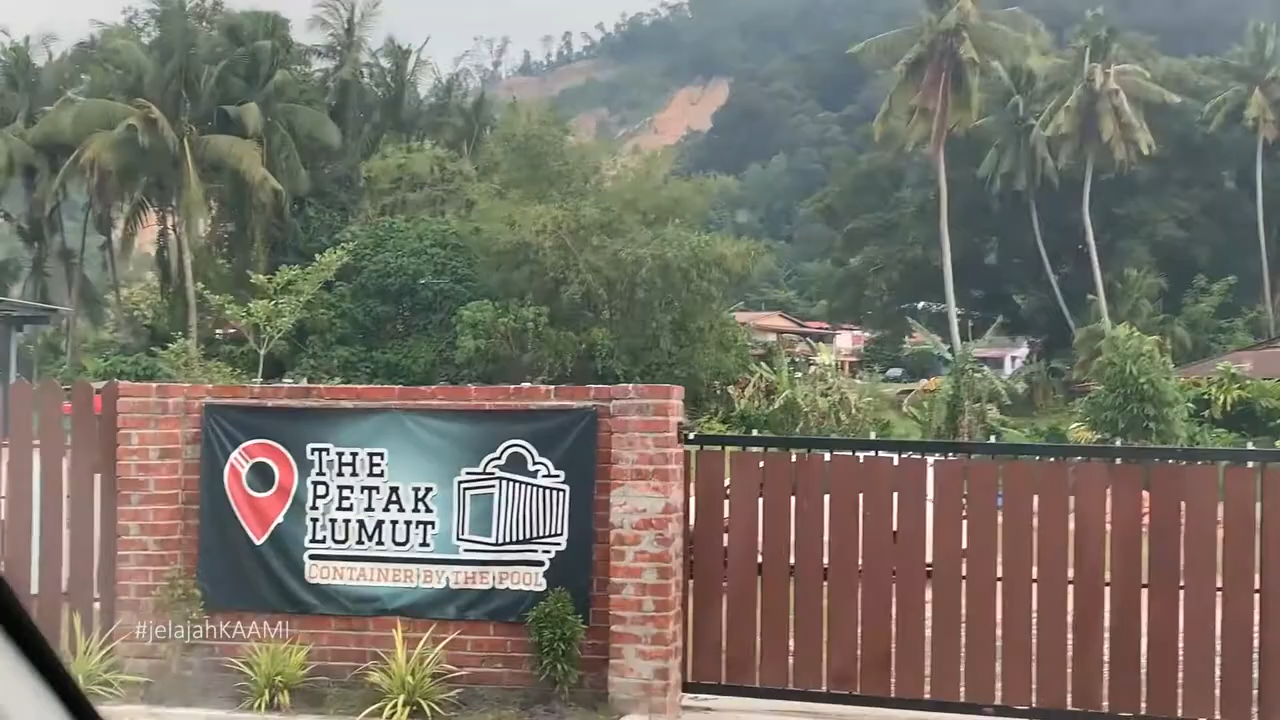 THE
PETAK
LUMUT
CONTAINER BY THE POOL
#jelajahKAAMI